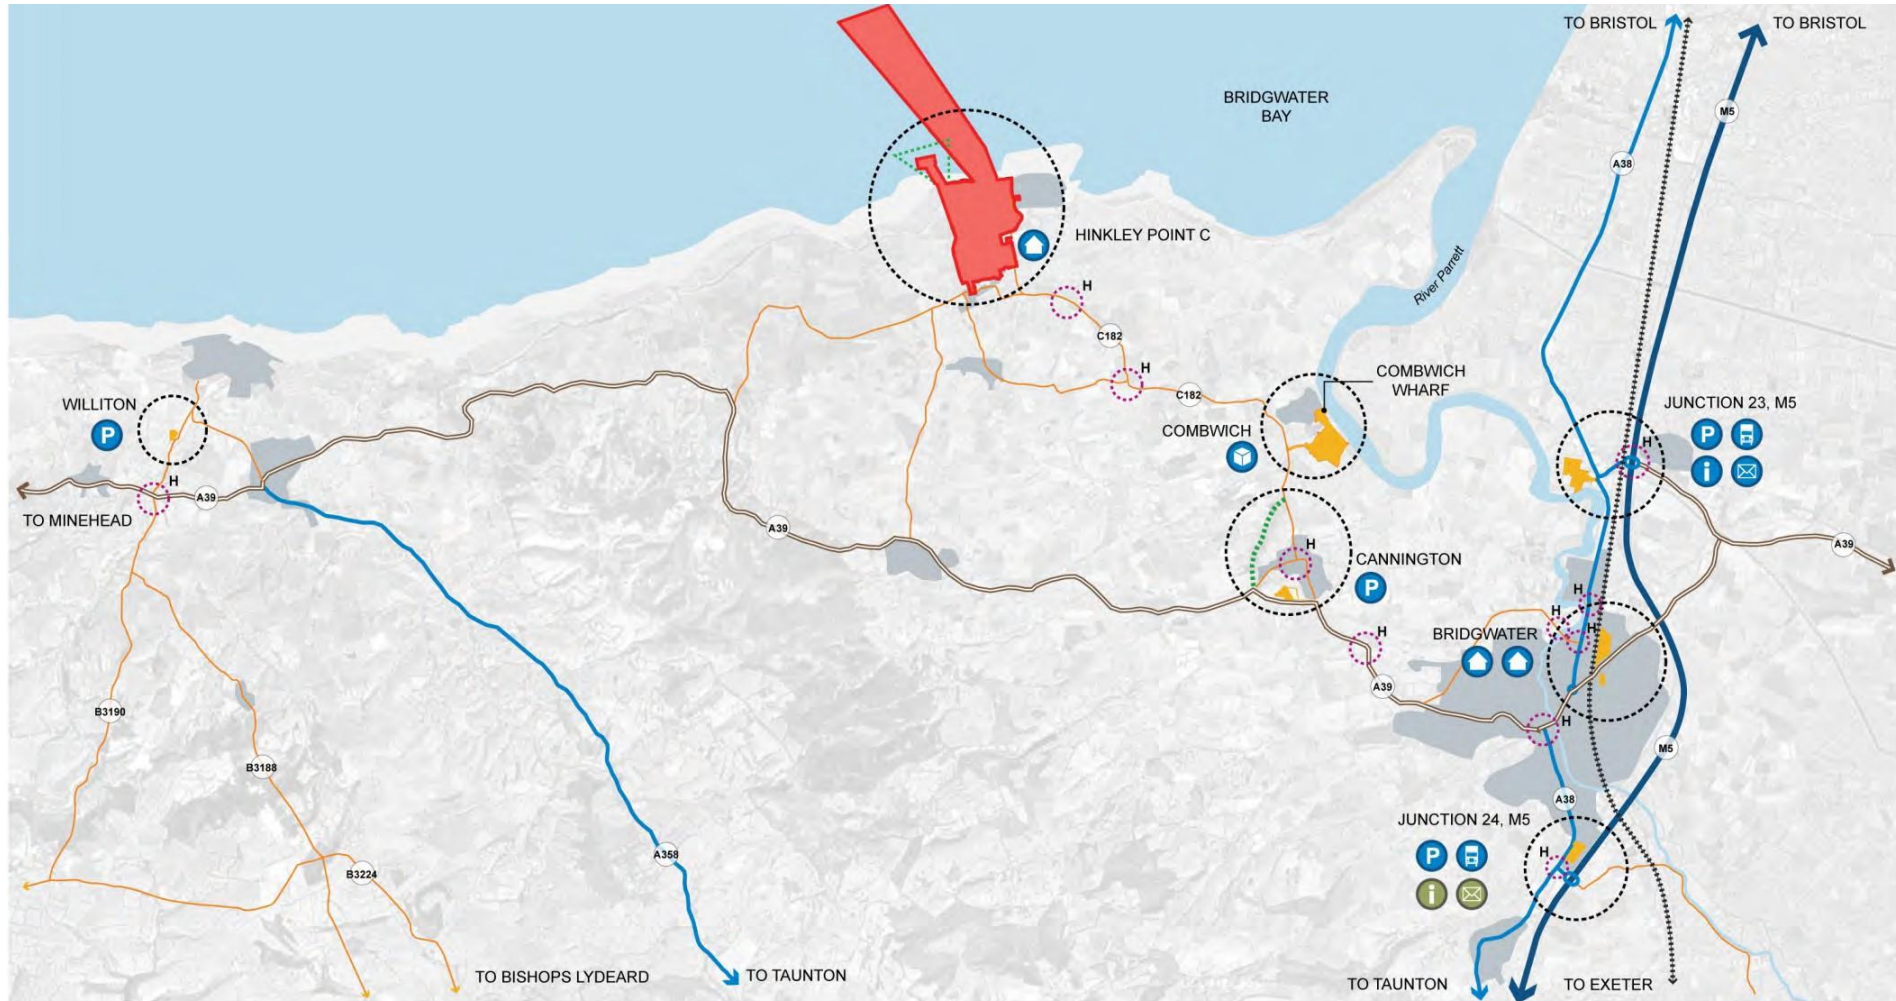 TO BRISTOL
TO BRISTOL
BRIDGWATER
BAY
M5
A38
HINKLEY POINT C
River Parrett
H
C182
H
C182
COMBWICH
WHARF
WILLITON
P
COMBWICH
JUNCTION 23, M5
P
i
H
H
A39
TO MINEHEAD
A39
A39
H
CANNINGTON
P
H
H
H
H
BRIDGWATER
A39
H
B3190
B3188
M5
A38
JUNCTION 24, M5
P
i
H
A358
B3224
TO BISHOPS LYDEARD
TO TAUNTON
TO TAUNTON
TO EXETER